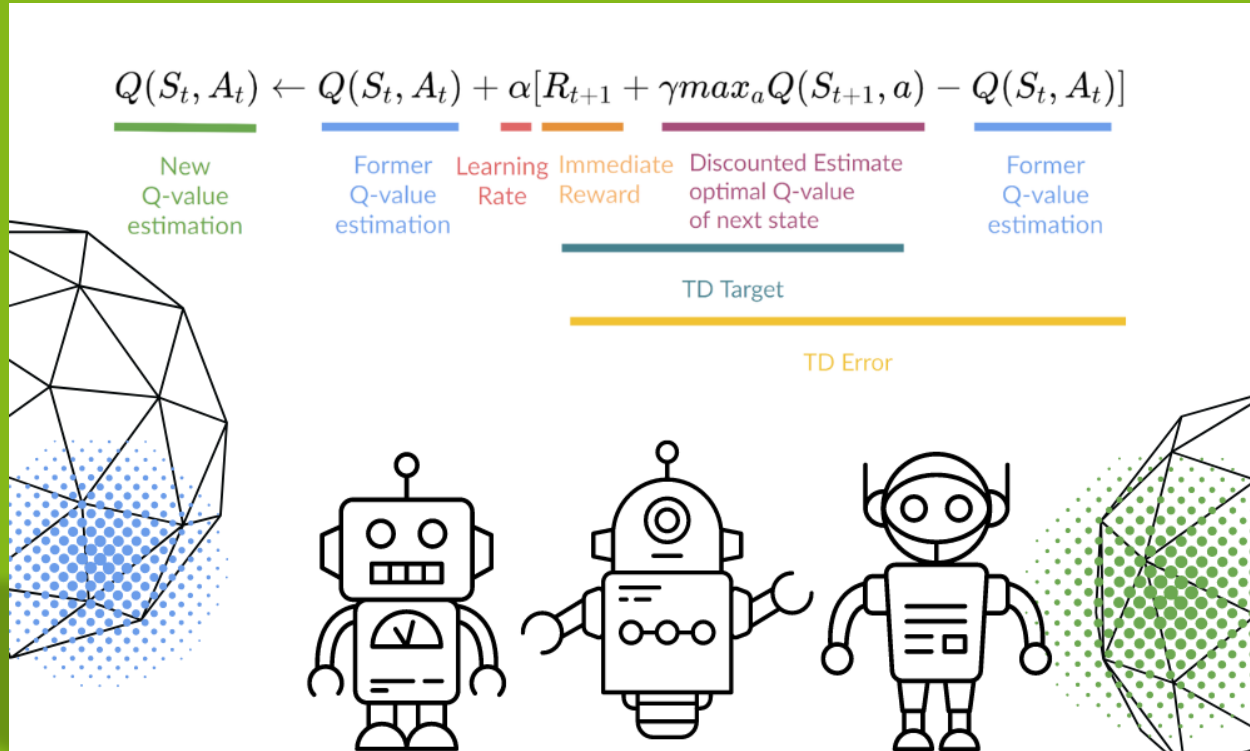 Q(S_t, A_t) ← Q(S_t, A_t) + α[R_{t+1} + γmax_aQ(S_{t+1}, a) − Q(S_t, A_t)]
New
Q-value
estimation
Former
Q-value
estimation
Learning
Rate
Immediate
Reward
Discounted Estimate
optimal Q-value
of next state
Former
Q-value
estimation
TD Target
TD Error